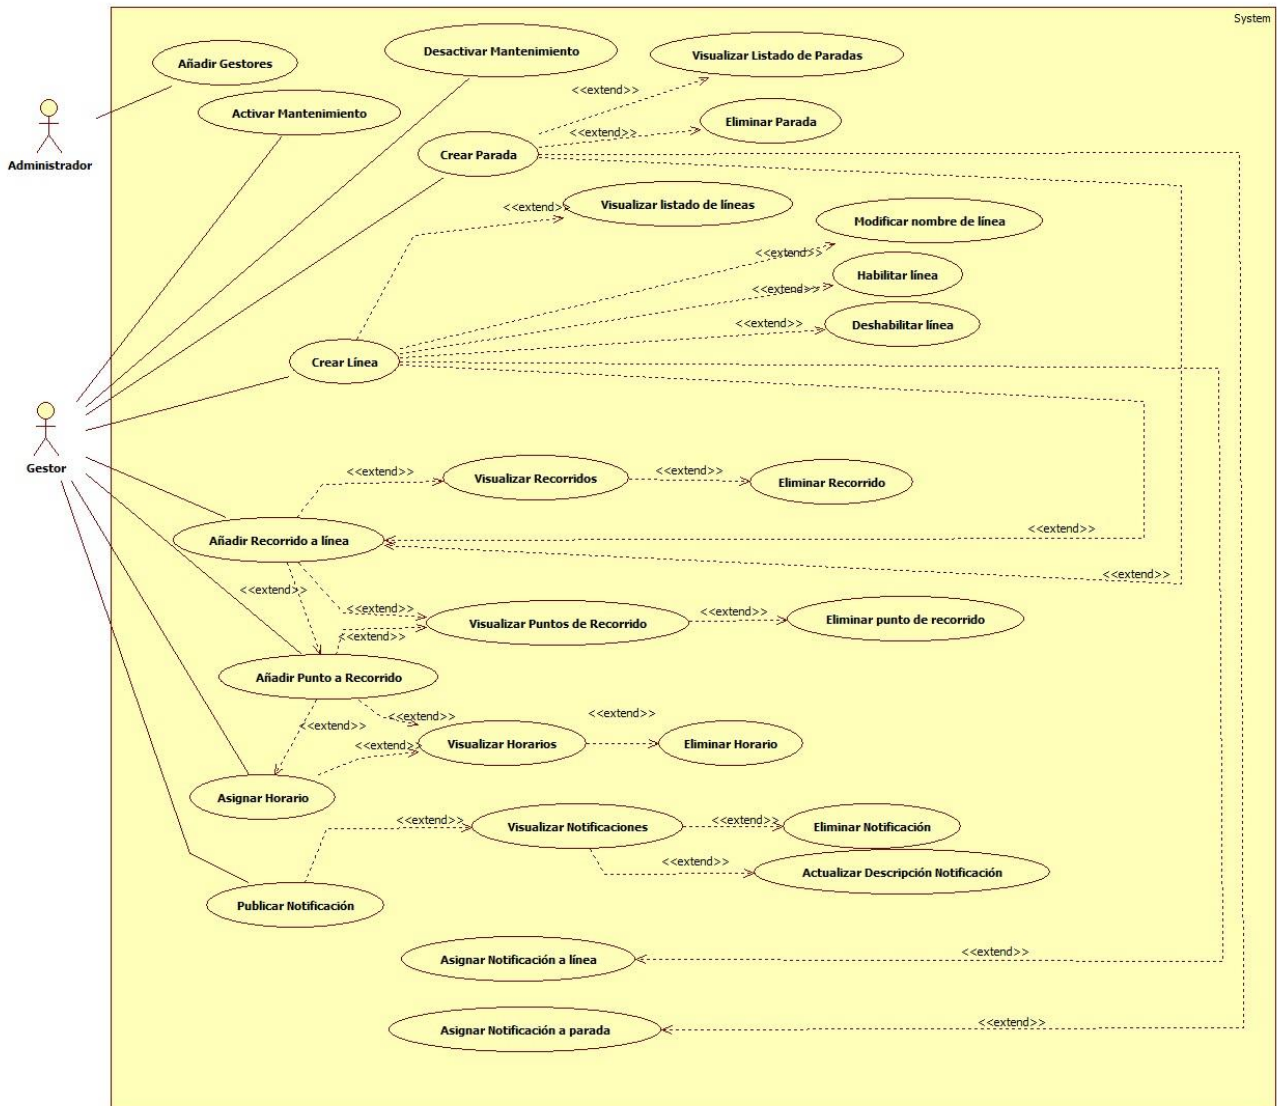 System
Desactivar Mantenimiento
Visualizar Listado de Paradas
Añadir Gestores
<<extend>>
Activar Mantenimiento
Eliminar Parada
<<extend>>
Administrador
Crear Parada
Visualizar listado de líneas
<<extend>>
Modificar nombre de línea
<<extend>>
Habilitar línea
<<extend>>
Deshabilitar línea
<<extend>>
Crear Línea
Gestor
<<extend>>
Visualizar Recorridos
<<extend>>
Eliminar Recorrido
<<extend>>
Añadir Recorrido a línea
<<extend>>
<<extend>>
<<extend>>
<<extend>>
Visualizar Puntos de Recorrido
Eliminar punto de recorrido
<<extend>>
Añadir Punto a Recorrido
<<extend>>
<<extend>>
<<extend>>
<<extend>>
Visualizar Horarios
Eliminar Horario
Asignar Horario
<<extend>>
Visualizar Notificaciones
<<extend>>
Eliminar Notificación
<<extend>>
Actualizar Descripción Notificación
Publicar Notificación
Asignar Notificación a línea
<<extend>>
Asignar Notificación a parada
<<extend>>